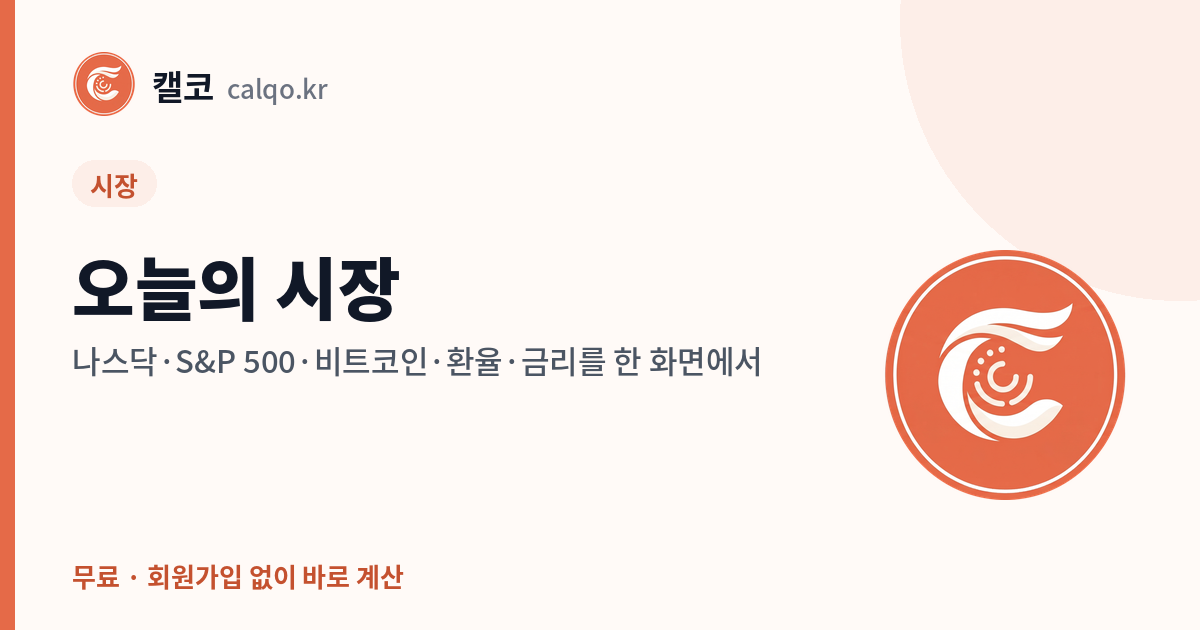 캘코 calqo.kr
시장
오늘의 시장
나스닥·S&P 500·비트코인·환율·금리를 한 화면에서
무료 · 회원가입 없이 바로 계산